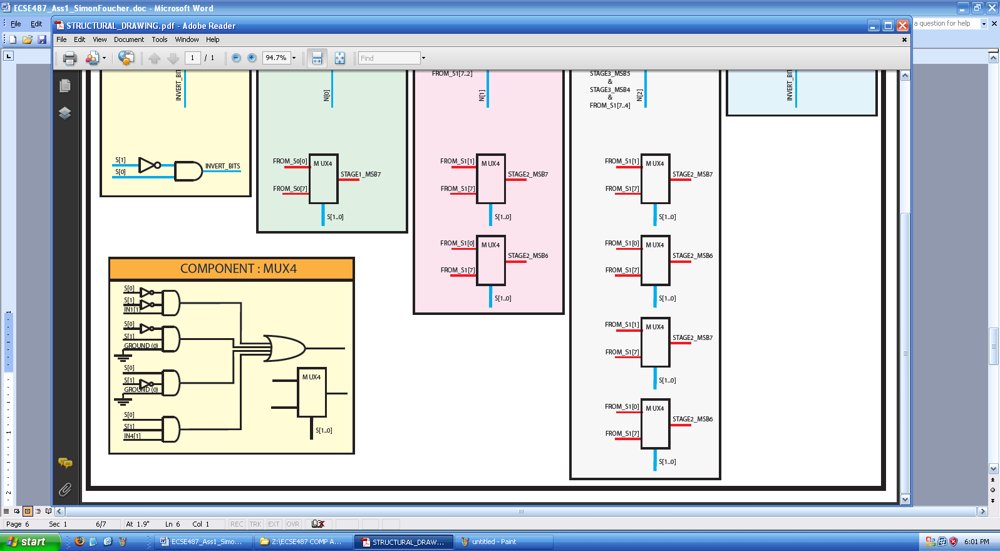 ECSE487_Ass1_SimonFoucher.doc - Microsoft Word
File Edit
a question for help
STRUCTURAL_DRAWING.pdf - Adobe Reader
File Edit View Document Tools Window Help
1 / 1 94.7% Find
INVERT_BI
N[0]
FROM_S1[7..2]
N[1]
STAGE3_MSB5
&
STAGE3_MSB4
&
FROM_S1[7..4]
N[2]
INVERT_BI
S[1]
S[0]
INVERT_BITS
FROM_S0[0]
MUX4
STAGE1_MSB7
FROM_S0[7]
S[1..0]
FROM_S1[1]
MUX4
STAGE2_MSB7
FROM_S1[7]
S[1..0]
FROM_S1[0]
MUX4
STAGE2_MSB6
FROM_S1[7]
S[1..0]
FROM_S1[1]
MUX4
STAGE2_MSB7
FROM_S1[7]
S[1..0]
FROM_S1[0]
MUX4
STAGE2_MSB6
FROM_S1[7]
S[1..0]
FROM_S1[1]
MUX4
STAGE2_MSB7
FROM_S1[7]
S[1..0]
FROM_S1[0]
MUX4
STAGE2_MSB6
FROM_S1[7]
S[1..0]
COMPONENT : MUX4
S[0]
S[1]
IN1[1]
S[0]
S[1]
GROUND (0)
S[0]
S[1]
GROUND (0)
S[0]
S[1]
IN4[1]
MUX4
S[1..0]
1
1
2
Page 6 Sec 1 6/7 At 1.9" Ln 6 Col 1 REC TRK EXT OVR
start ECSE487_Ass1_Simo... Z:\ECSE487 COMP A... STRUCTURAL_DRAW... untitled - Paint 6:01 PM